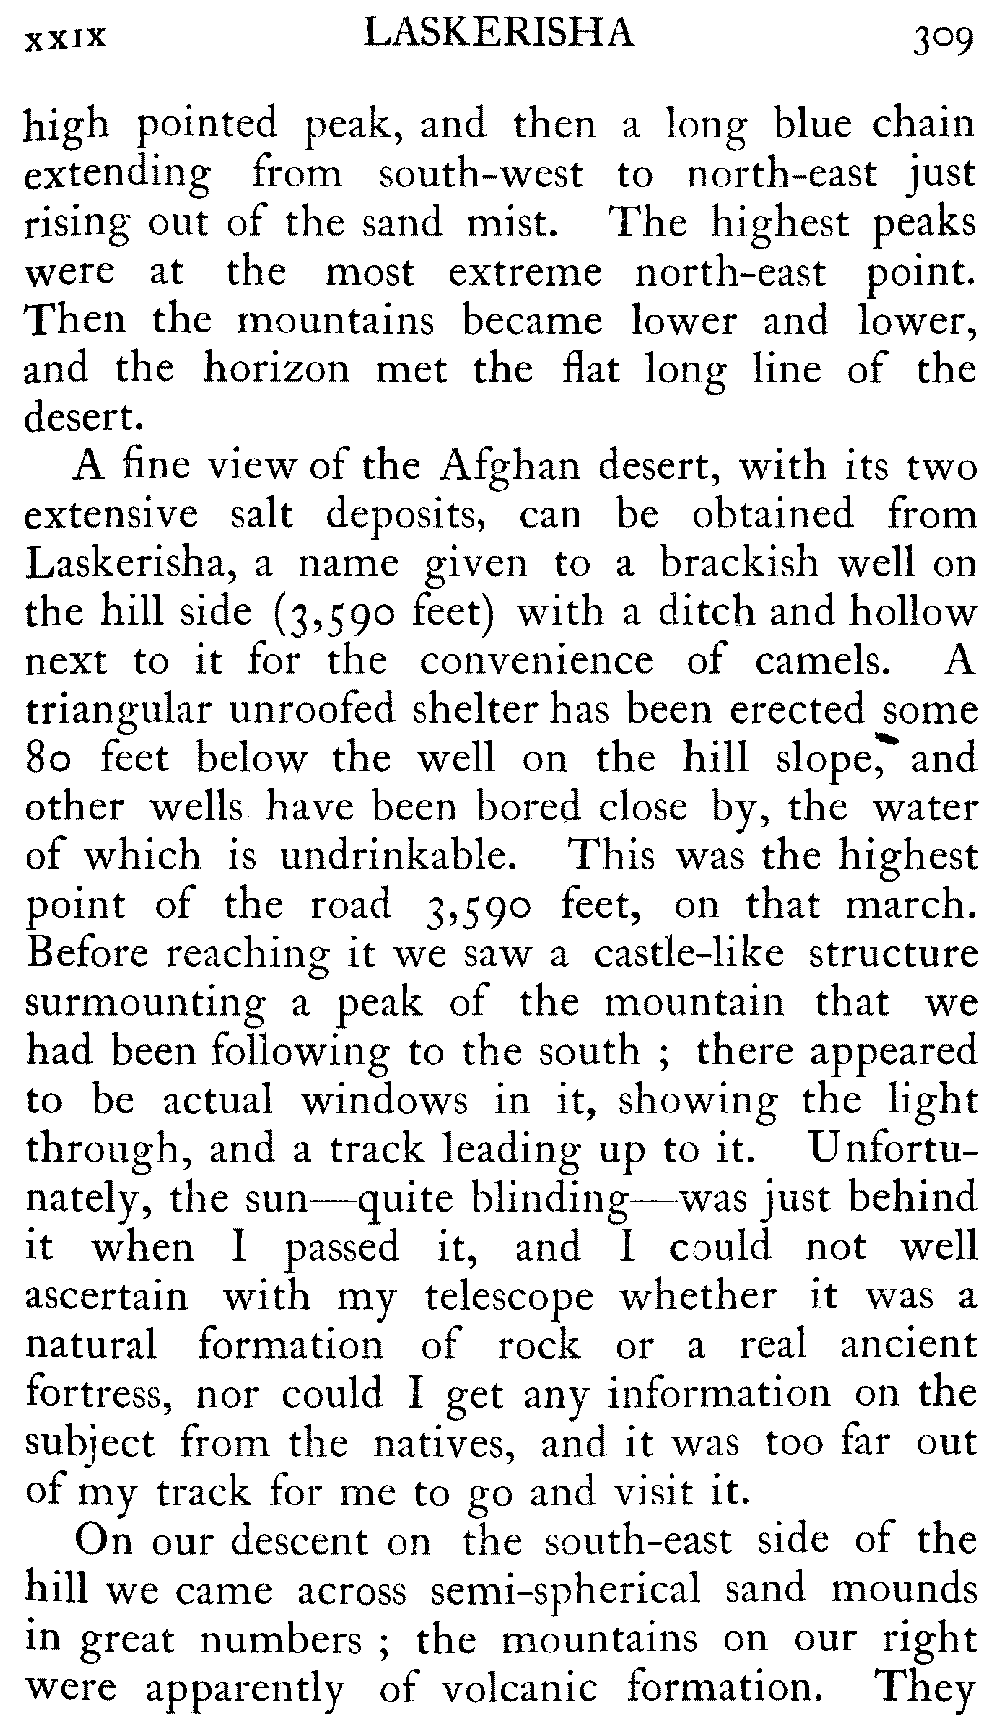 xxix LASKERISHA 309
high pointed peak, and then a long blue chain
extending from south-west to north-east just
rising out of the sand mist. The highest peaks
were at the most extreme north-east point.
Then the mountains became lower and lower,
and the horizon met the flat long line of the
desert.
A fine view of the Afghan desert, with its two
extensive salt deposits, can be obtained from
Laskerisha, a name given to a brackish well on
the hill side (3,590 feet) with a ditch and hollow
next to it for the convenience of camels. A
triangular unroofed shelter has been erected some
80 feet below the well on the hill slope, and
other wells have been bored close by, the water
of which is undrinkable. This was the highest
point of the road 3,590 feet, on that march.
Before reaching it we saw a castle-like structure
surmounting a peak of the mountain that we
had been following to the south ; there appeared
to be actual windows in it, showing the light
through, and a track leading up to it. Unfortu-
nately, the sun—quite blinding—was just behind
it when I passed it, and I could not well
ascertain with my telescope whether it was a
natural formation of rock or a real ancient
fortress, nor could I get any information on the
subject from the natives, and it was too far out
of my track for me to go and visit it.
On our descent on the south-east side of the
hill we came across semi-spherical sand mounds
in great numbers ; the mountains on our right
were apparently of volcanic formation. They